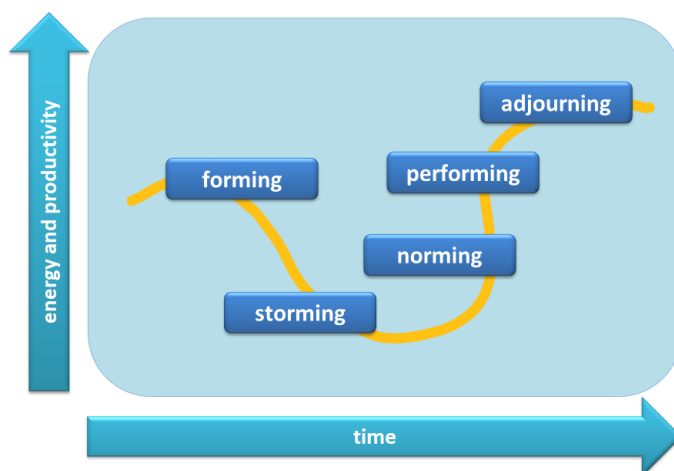 energy and productivity
adjourning
forming
performing
norming
storming
time